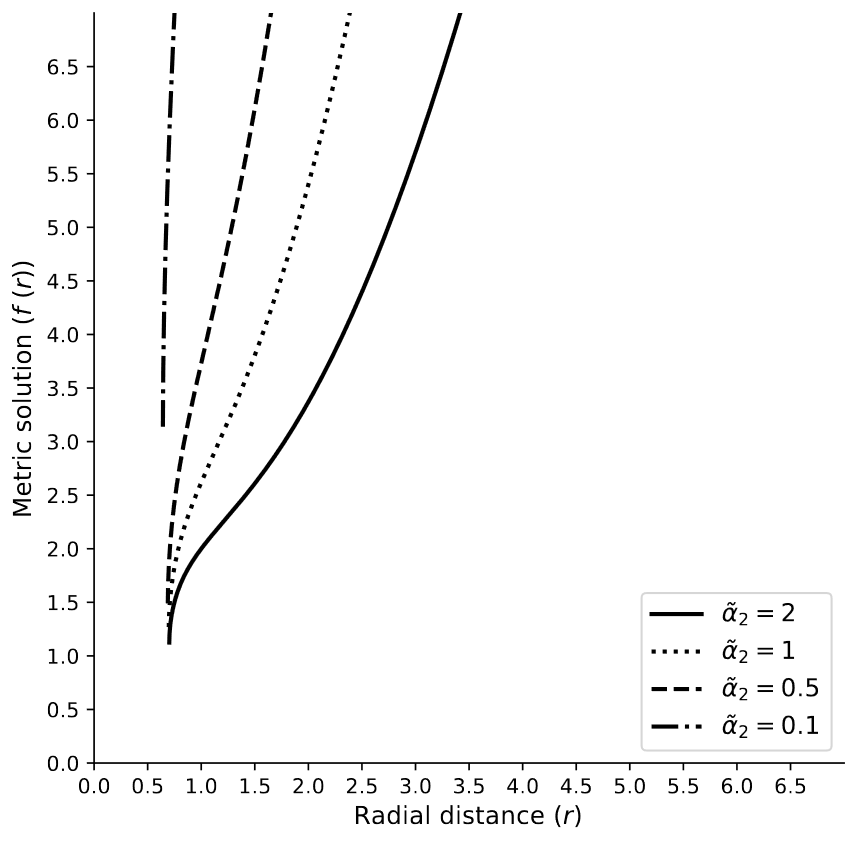 6.5
6.0
5.5
5.0
4.5
4.0
3.5
3.0
2.5
2.0
1.5
1.0
0.5
0.0
Metric solution (f (r))
α̃₂ = 2
α̃₂ = 1
α̃₂ = 0.5
α̃₂ = 0.1
0.0 0.5 1.0 1.5 2.0 2.5 3.0 3.5 4.0 4.5 5.0 5.5 6.0 6.5
Radial distance (r)